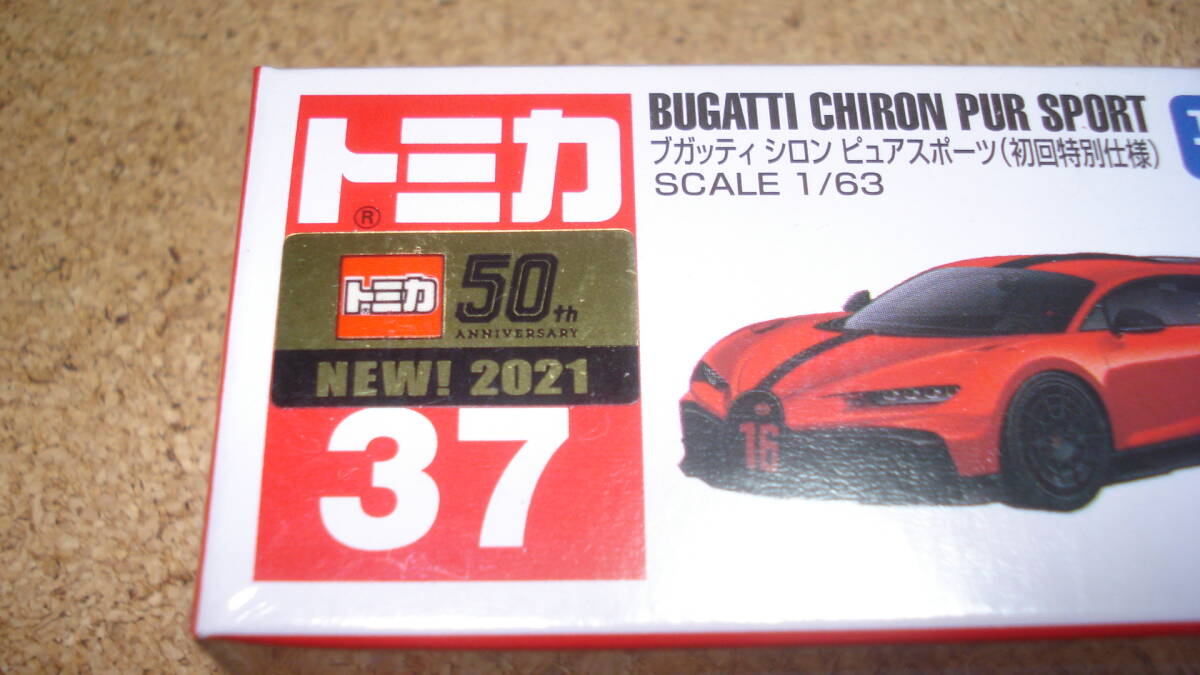 トミカ
®
トミカ
50th
ANNIVERSARY
NEW! 2021
37
BUGATTI CHIRON PUR SPORT
ブガッティ シロン ピュアスポーツ(初回特別仕様)
SCALE 1/63
16